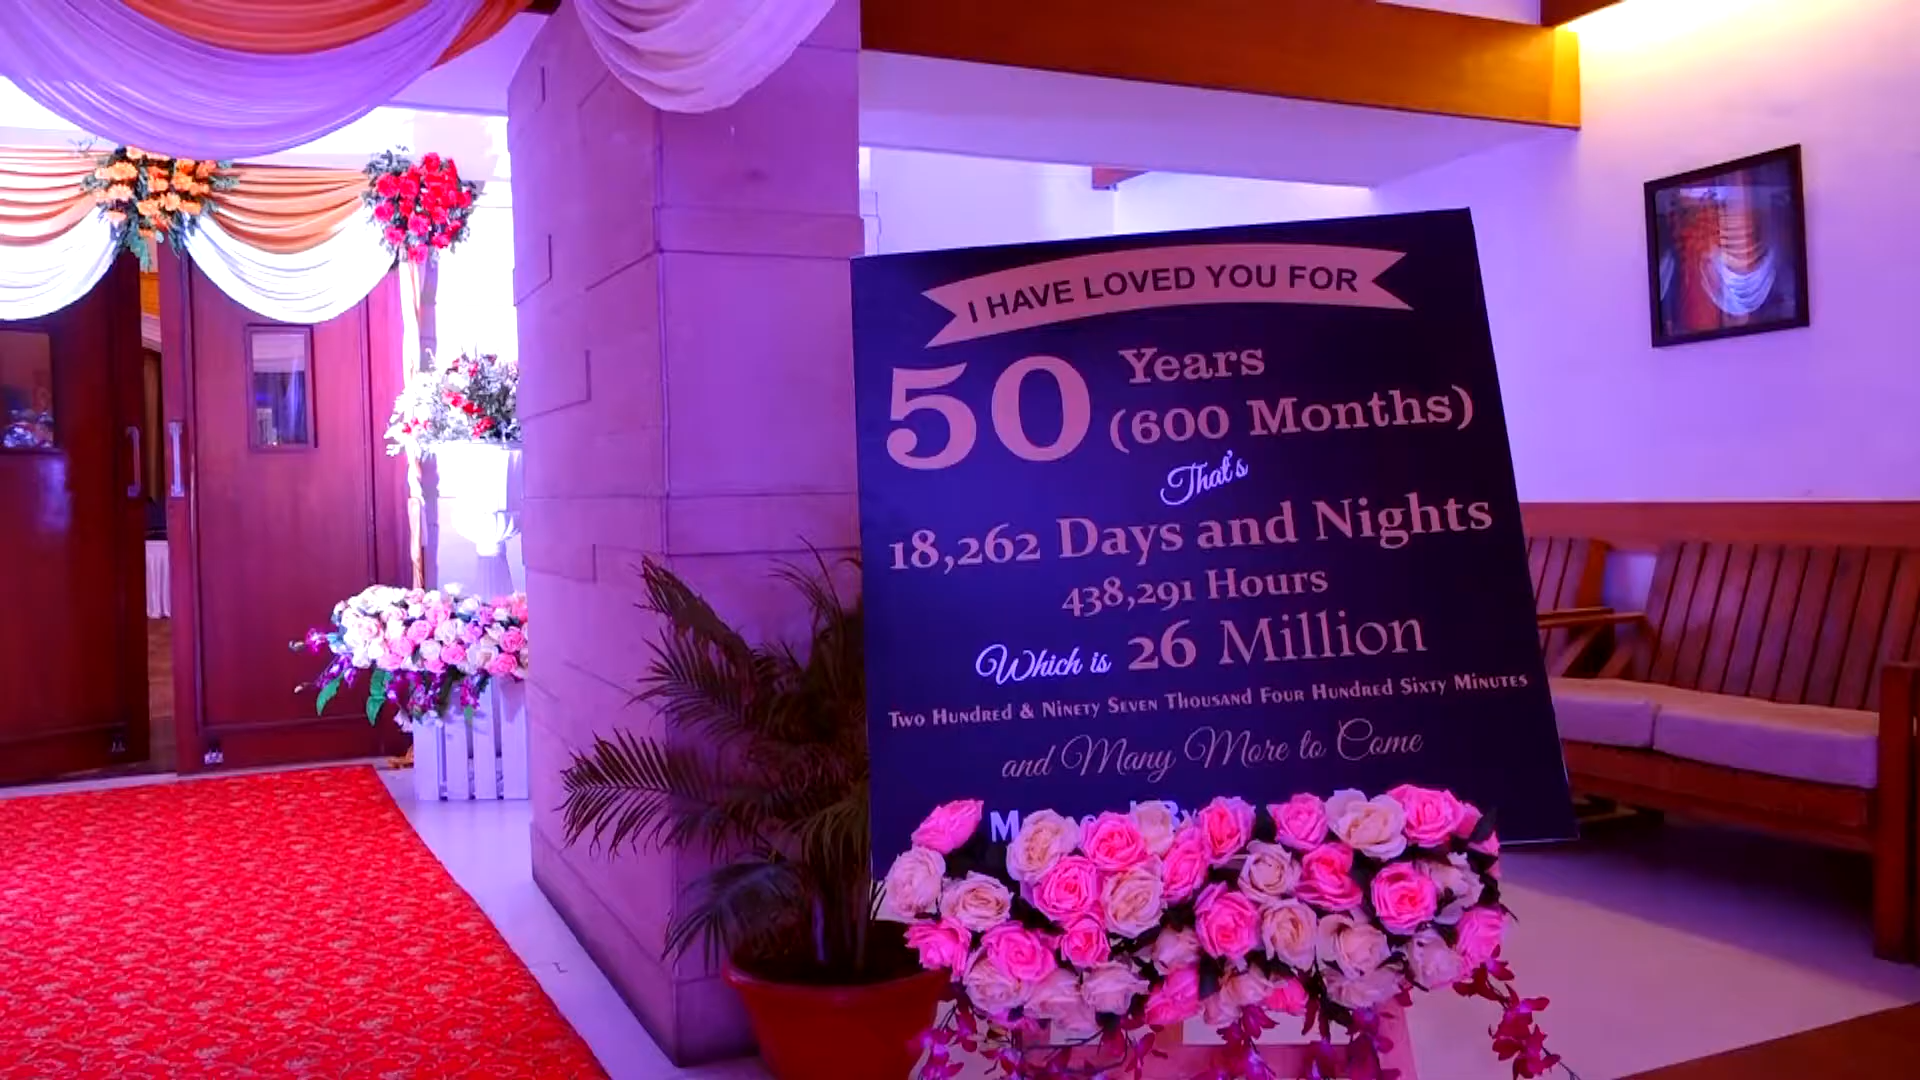 I HAVE LOVED YOU FOR
50 Years
(600 Months)
That's
18,262 Days and Nights
438,291 Hours
Which is 26 Million
Two Hundred & Ninety Seven Thousand Four Hundred Sixty Minutes
and Many More to Come
By